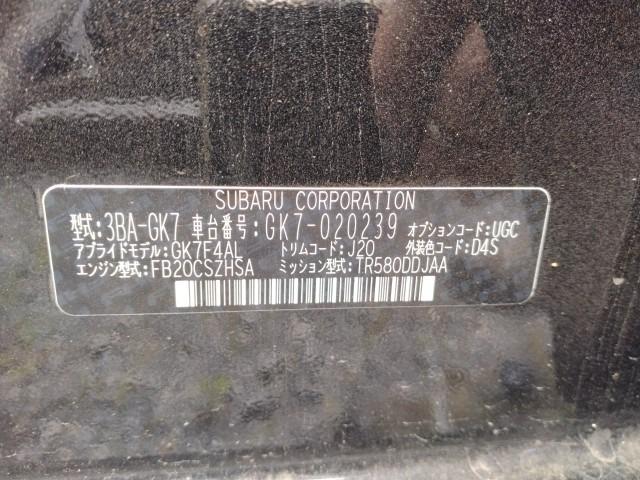 SUBARU CORPORATION
型式:3BA-GK7 車台番号:GK7-020239 オプションコード:UGC
アプライドモデル:GK7F4AL トリムコード:J20 外装色コード:D4S
エンジン型式:FB20CSZHSA ミッション型式:TR580DDJAA